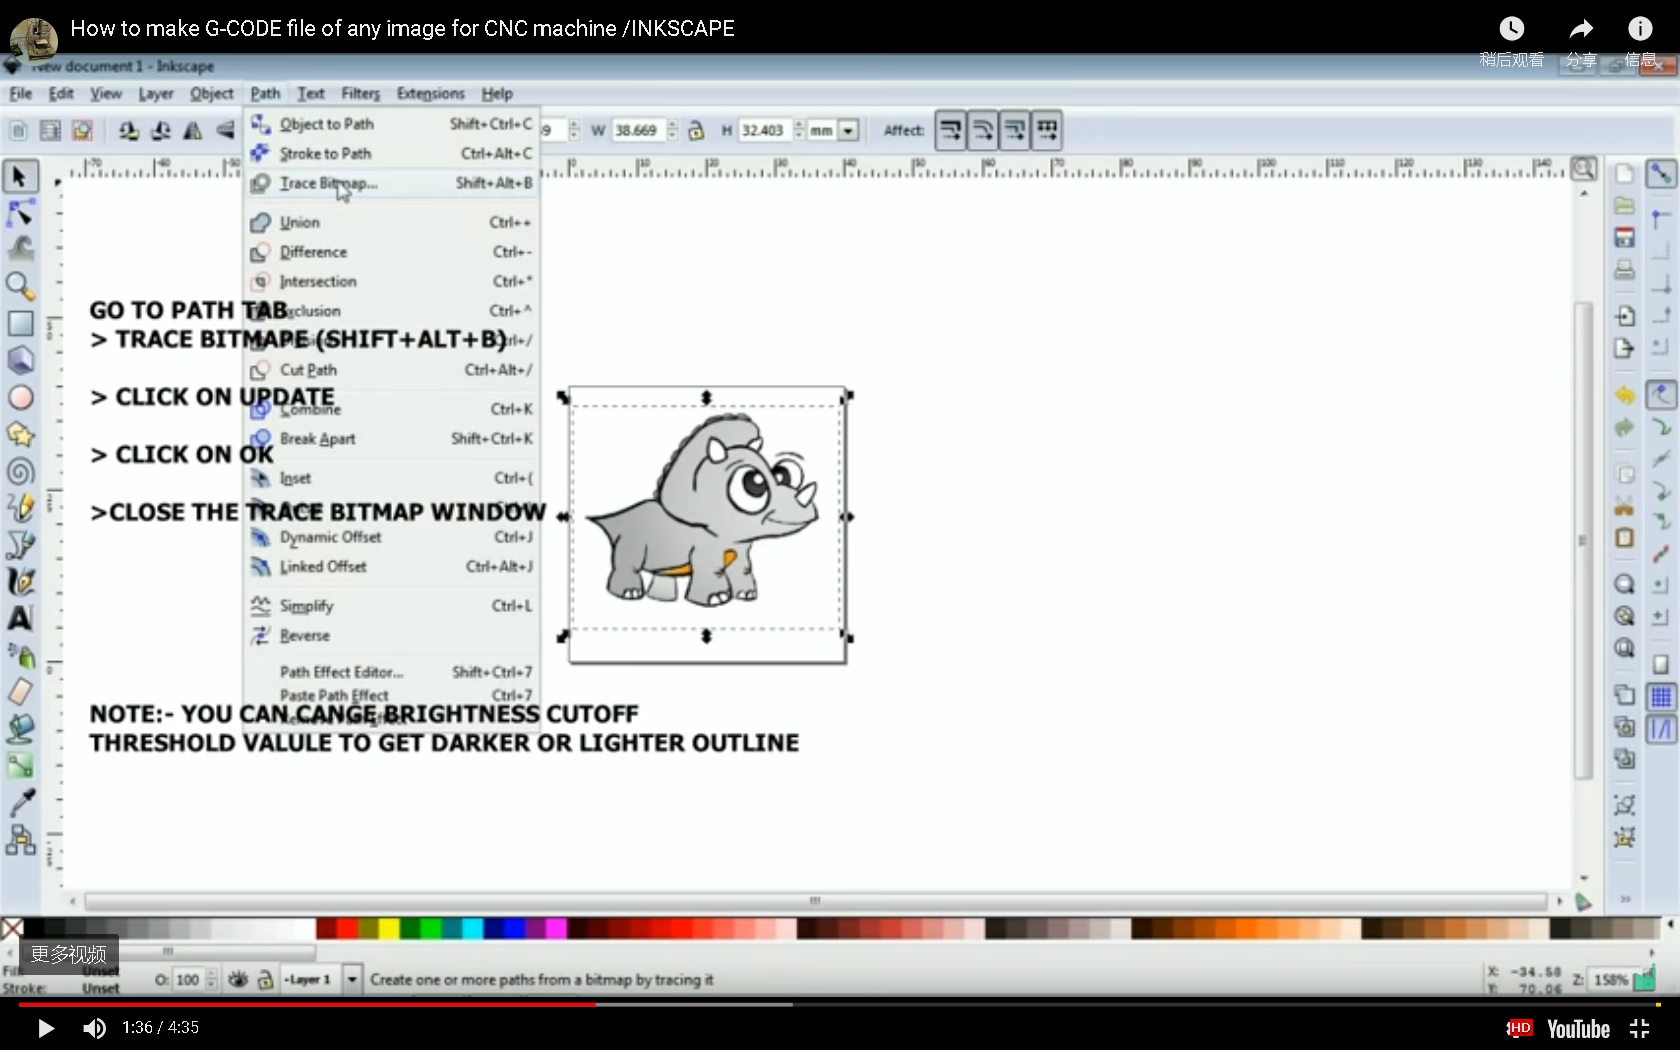 How to make G-CODE file of any image for CNC machine /INKSCAPE
稍后观看 分享 信息
New document 1 - Inkscape
File Edit View Layer Object Path Text Filters Extensions Help
W 38.669 H 32.403 mm Affect:
Object to Path Shift+Ctrl+C
Stroke to Path Ctrl+Alt+C
Trace Bitmap... Shift+Alt+B
Union Ctrl++
Difference Ctrl+-
Intersection Ctrl+*
GO TO PATH TAB
Ctrl+^
> TRACE BITMAPE (SHIFT+ALT+B)
Ctrl+/
Cut Path Ctrl+Alt+/
> CLICK ON UPDATE
Combine Ctrl+K
Break Apart Shift+Ctrl+K
> CLICK ON OK
Inset Ctrl+(
>CLOSE THE TRACE BITMAP WINDOW
Dynamic Offset Ctrl+J
Linked Offset Ctrl+Alt+J
Simplify Ctrl+L
Reverse
Path Effect Editor... Shift+Ctrl+7
Paste Path Effect Ctrl+7
NOTE:- YOU CAN CANGE BRIGHTNESS CUTOFF
THRESHOLD VALULE TO GET DARKER OR LIGHTER OUTLINE
更多视频
Unset
Stroke: Unset
O: 100 -Layer 1 Create one or more paths from a bitmap by tracing it
X: -34.58
Y: 70.06
Z: 158%
1:36 / 4:35
HD YouTube